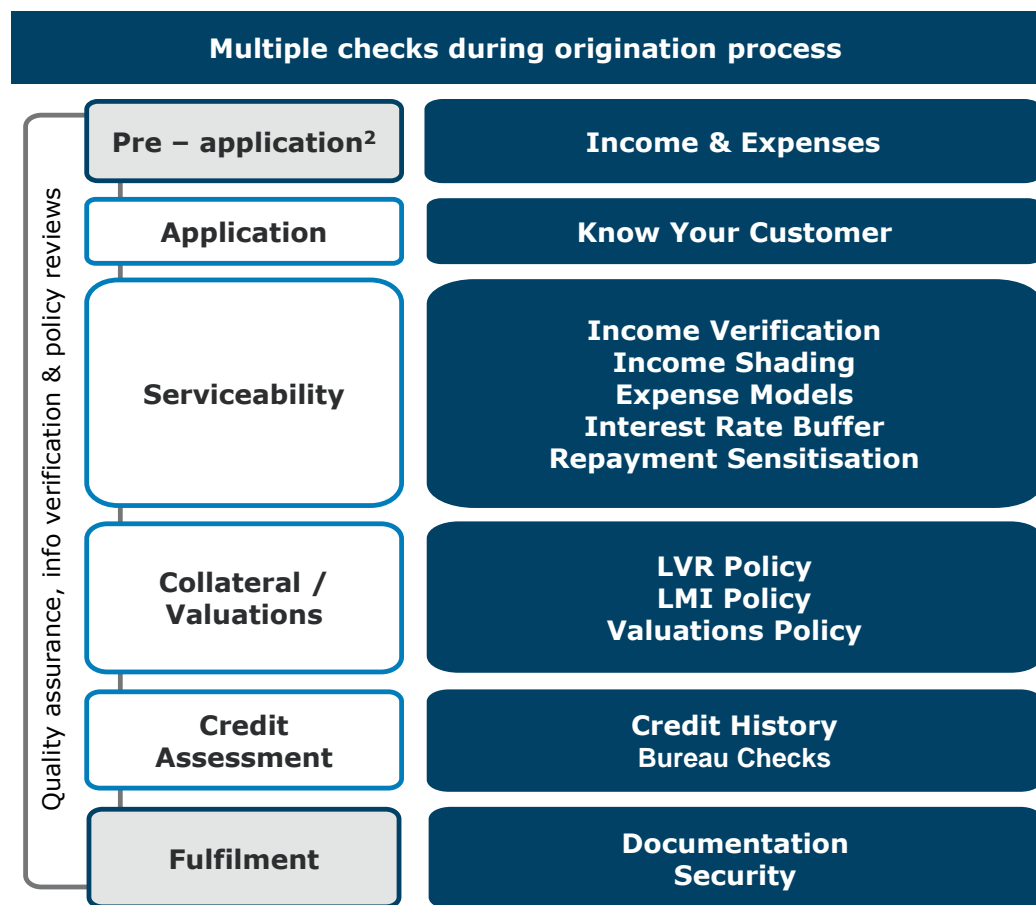 Multiple checks during origination process
Quality assurance, info verification & policy reviews
Pre – application²
Income & Expenses
Application
Know Your Customer
Serviceability
Income Verification
Income Shading
Expense Models
Interest Rate Buffer
Repayment Sensitisation
Collateral /
Valuations
LVR Policy
LMI Policy
Valuations Policy
Credit
Assessment
Credit History
Bureau Checks
Fulfilment
Documentation
Security